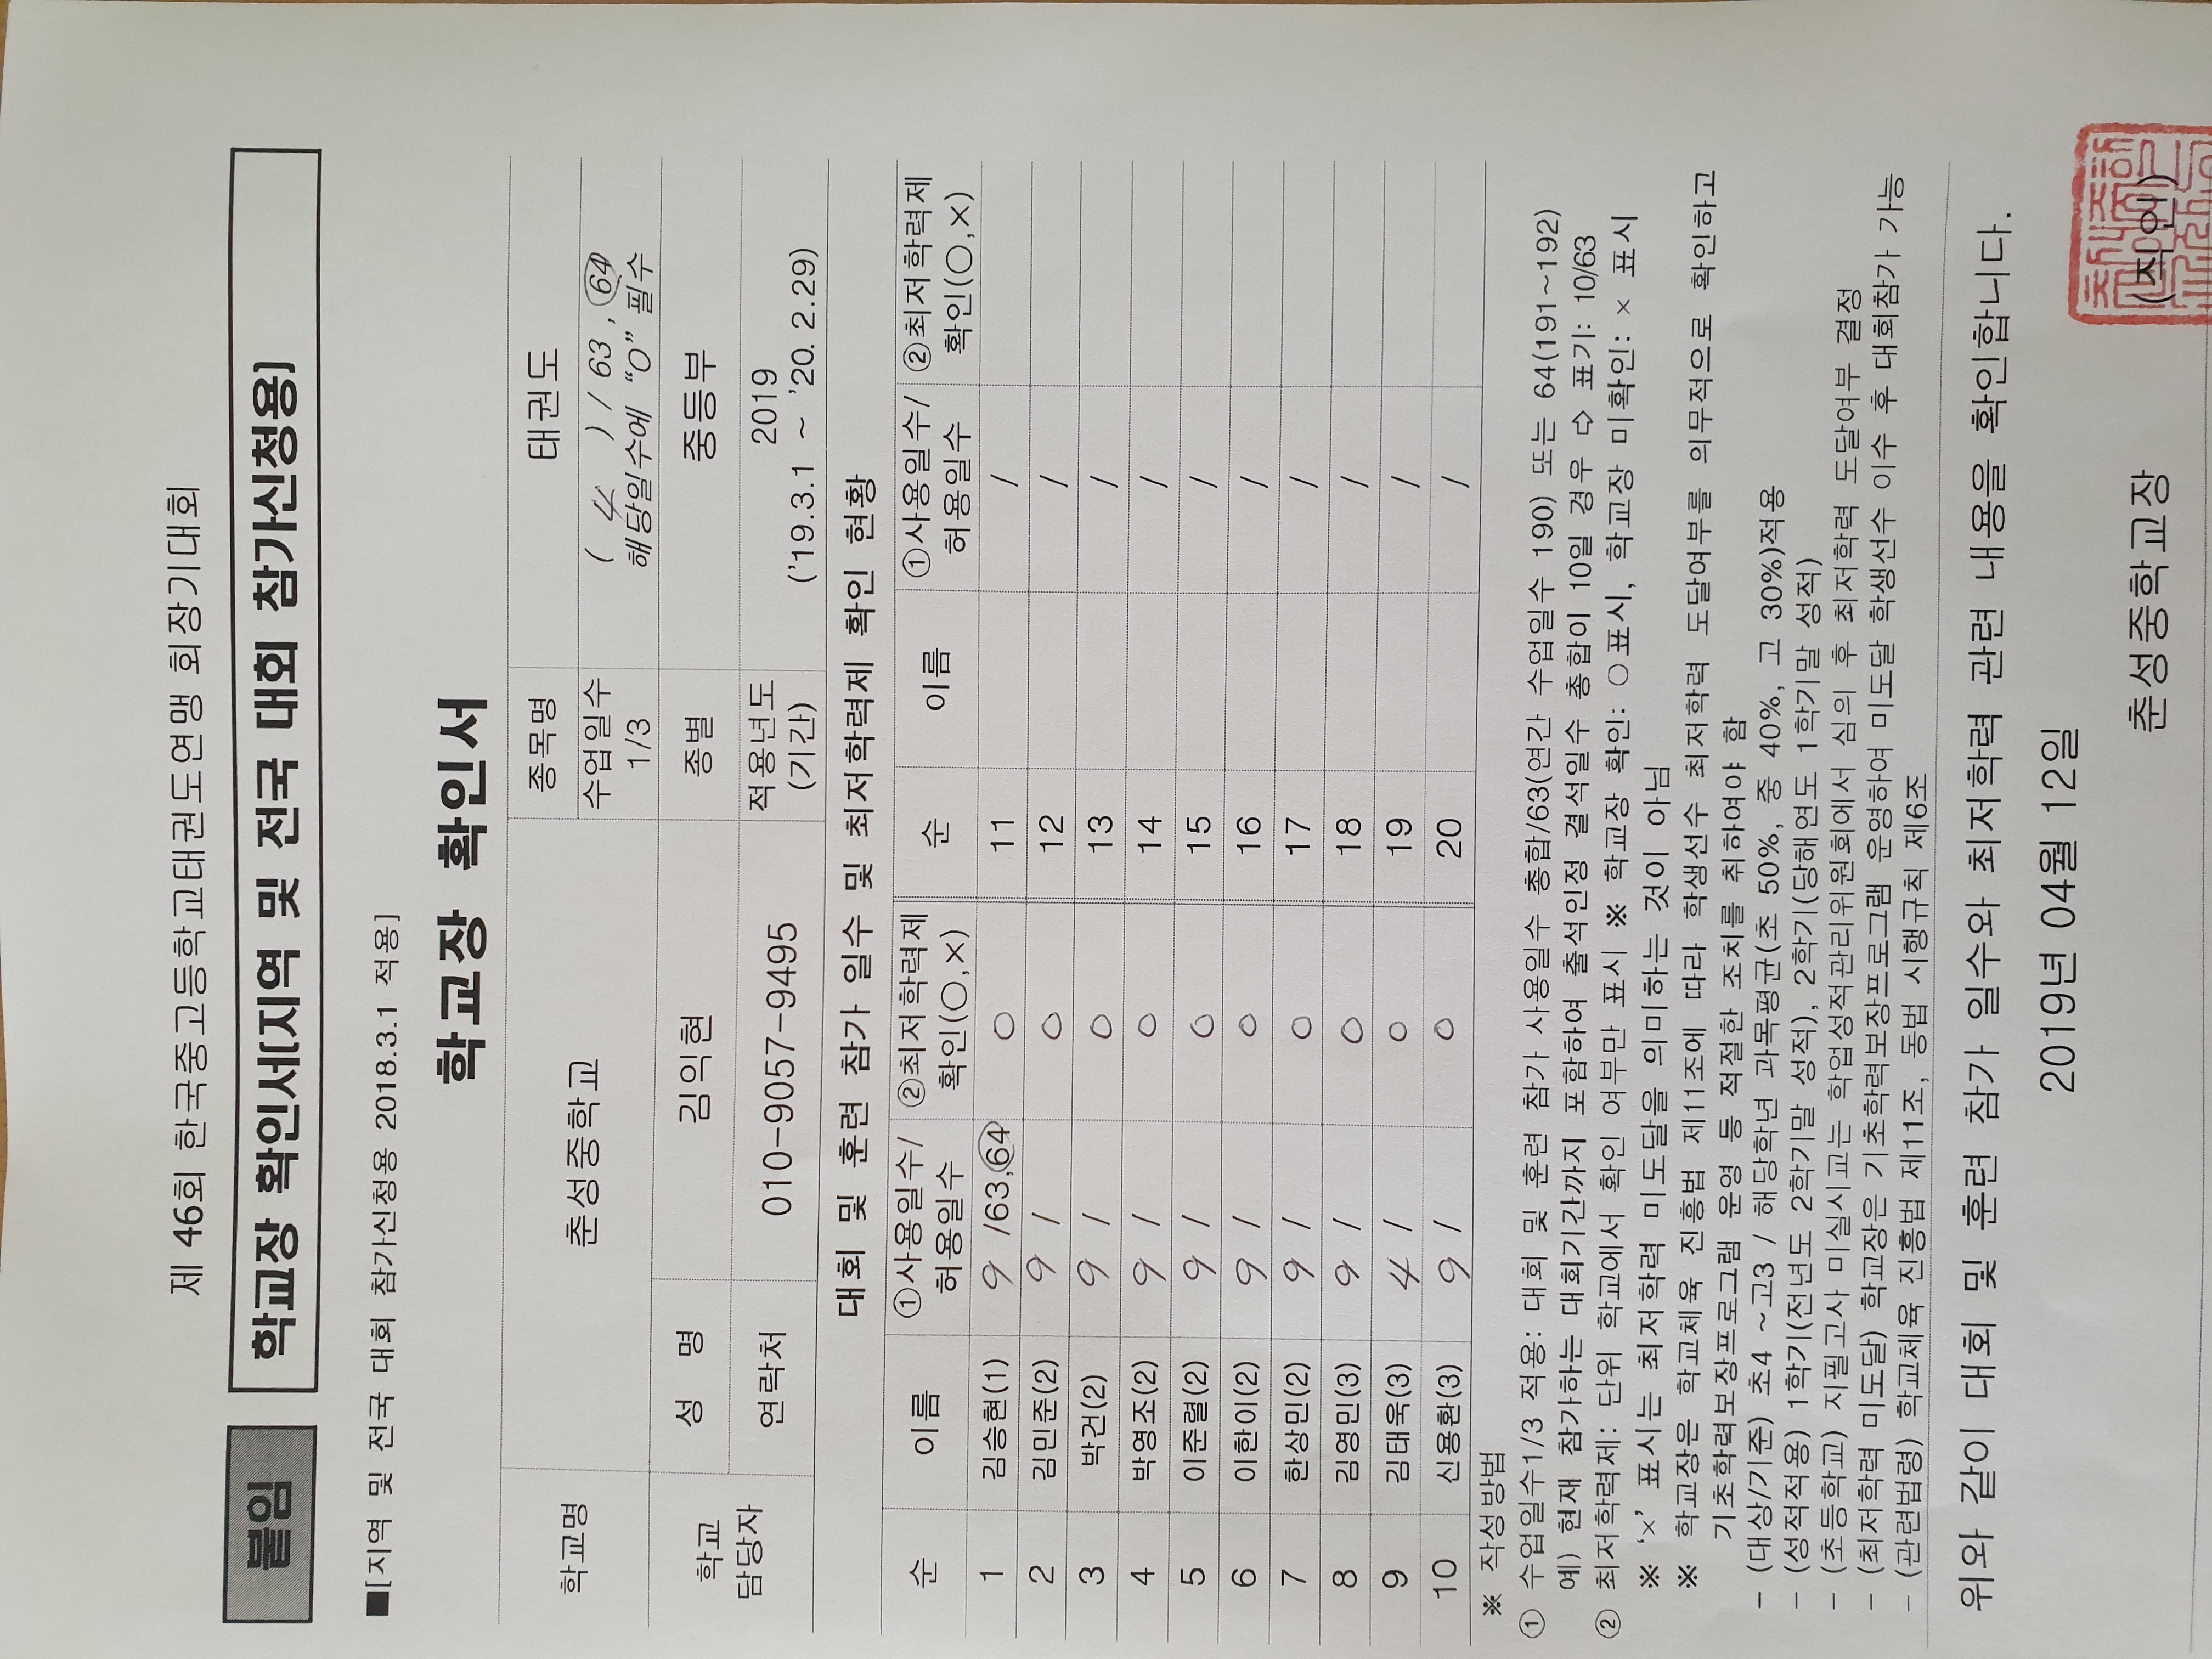 제 46회 한국중고등학교태권도연맹 회장기대회
붙임 학교장 확인서[지역 및 전국 대회 참가신청용]
■[지역 및 전국 대회 참가신청용 2018.3.1 적용]
학교장 확인서
학교명 춘성중학교 종목명 태권도
수업일수 1/3 ( 4 ) / 63 , 64
해당일수에 “O” 필수
학교 담당자 성 명 김익현 종별 중등부
연락처 010-9057-9495 적용년도 (기간) 2019
('19.3.1 ~ '20. 2.29)
대회 및 훈련 참가 일수 및 최저학력제 확인 현황
순 이름 ①사용일수/허용일수 ②최저학력제 확인(○,×) 순 이름 ①사용일수/허용일수 ②최저학력제 확인(○,×)
1 김승현(1) 9 /63,64 ○ 11 /
2 김민준(2) 9 / ○ 12 /
3 박건(2) 9 / ○ 13 /
4 박영조(2) 9 / ○ 14 /
5 이준렬(2) 9 / ○ 15 /
6 이한이(2) 9 / ○ 16 /
7 한상민(2) 9 / ○ 17 /
8 김영민(3) 9 / ○ 18 /
9 김태욱(3) 4 / ○ 19 /
10 신용환(3) 9 / ○ 20 /
※ 작성방법
① 수업일수1/3 적용: 대회 및 훈련 참가 사용일수 총합/63(연간 수업일수 190) 또는 64(191~192)
예) 현재 참가하는 대회기간까지 포함하여 출석인정 결석일수 총합이 10일 경우 ⇨ 표기: 10/63
② 최저학력제: 단위 학교에서 확인 여부만 표시 ※ 학교장 확인: ○ 표시, 학교장 미확인: × 표시
※ ‘×’ 표시는 최저학력 미도달을 의미하는 것이 아님
※ 학교장은 학교체육 진흥법 제11조에 따라 학생선수 최저학력 도달여부를 의무적으로 확인하고
기초학력보장프로그램 운영 등 적절한 조치를 취하여야 함
- (대상/기준) 초4 ~고3 / 해당학년 과목평균(초 50%, 중 40%, 고 30%)적용
- (성적적용) 1학기(전년도 2학기말 성적), 2학기(당해연도 1학기말 성적)
- (초등학교) 지필고사 미실시교는 학업성적관리위원회에서 심의 후 최저학력 도달여부 결정
- (최저학력 미도달) 학교장은 기초학력보장프로그램 운영하여 미도달 학생선수 이수 후 대회참가 가능
- (관련법령) 학교체육 진흥법 제11조, 동법 시행규칙 제6조
위와 같이 대회 및 훈련 참가 일수와 최저학력 관련 내용을 확인합니다.
2019년 04월 12일
춘성중학교장 (직인)